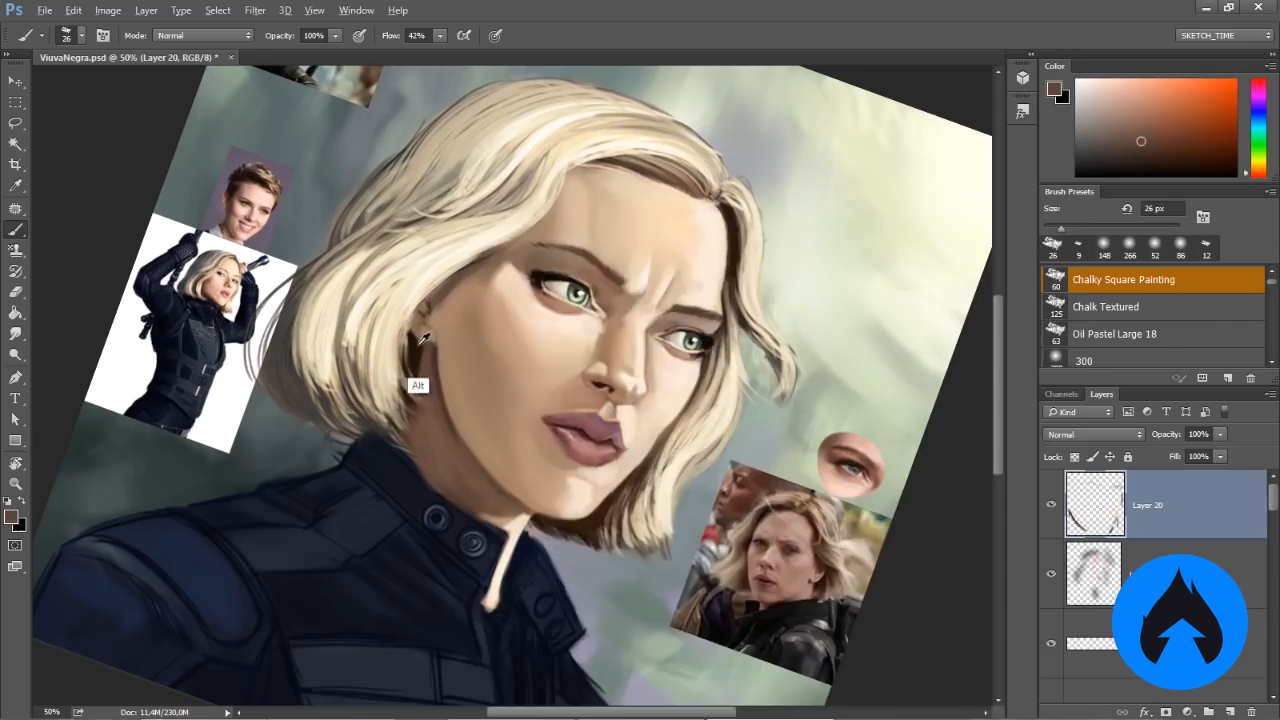 Ps File Edit Image Layer Type Select Filter 3D View Window Help
26 Mode: Normal Opacity: 100% Flow: 42% SKETCH_TIME
ViuvaNegra.psd @ 50% (Layer 20, RGB/8) *
Color
Brush Presets
Size: 26 px
26 9 148 266 52 86 12
60 Chalky Square Painting
125 Chalk Textured
63 Oil Pastel Large 18
300
Alt
Channels Layers
Kind
Normal Opacity: 100%
Lock: Fill: 100%
Layer 20
50% Doc: 11,4M/230,0M